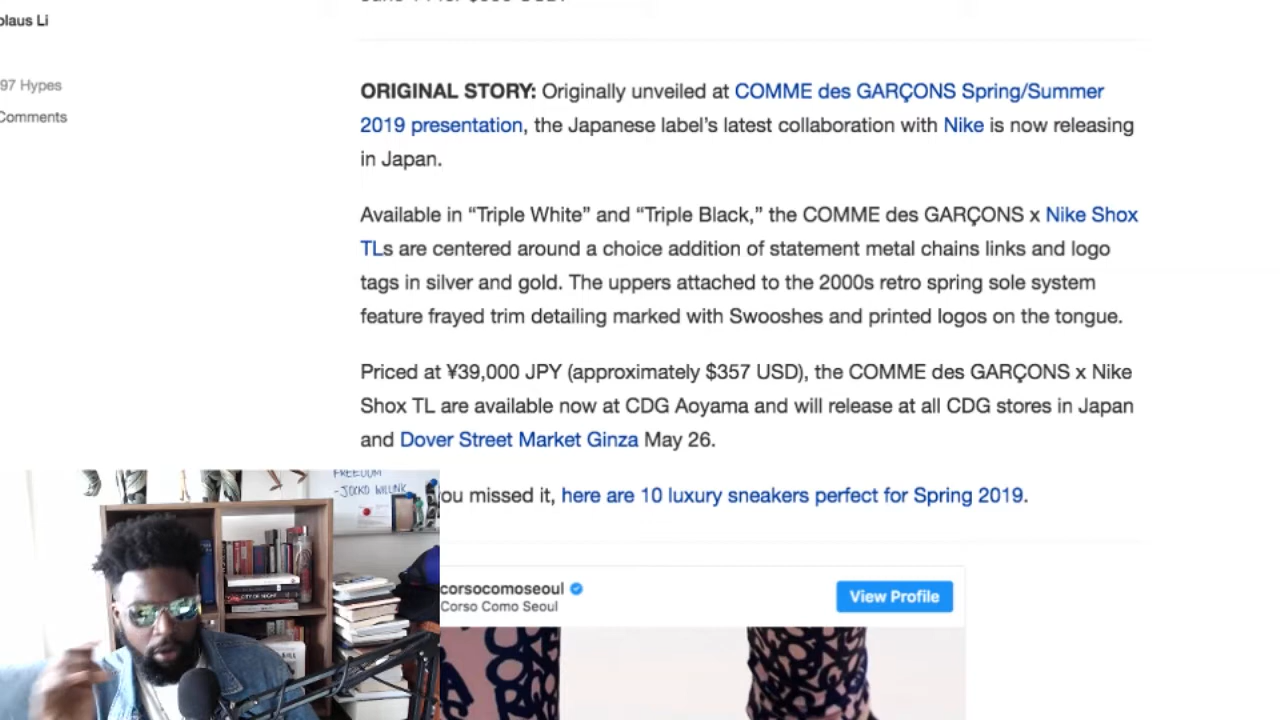 olaus Li
97 Hypes
Comments
ORIGINAL STORY: Originally unveiled at COMME des GARÇONS Spring/Summer
2019 presentation, the Japanese label's latest collaboration with Nike is now releasing
in Japan.
Available in “Triple White” and “Triple Black,” the COMME des GARÇONS x Nike Shox
TLs are centered around a choice addition of statement metal chains links and logo
tags in silver and gold. The uppers attached to the 2000s retro spring sole system
feature frayed trim detailing marked with Swooshes and printed logos on the tongue.
Priced at ¥39,000 JPY (approximately $357 USD), the COMME des GARÇONS x Nike
Shox TL are available now at CDG Aoyama and will release at all CDG stores in Japan
and Dover Street Market Ginza May 26.
ou missed it, here are 10 luxury sneakers perfect for Spring 2019.
corsocomoseoul
Corso Como Seoul
View Profile
FREEDOM
-JOCKO WILLINK
CITY OF NIGHT